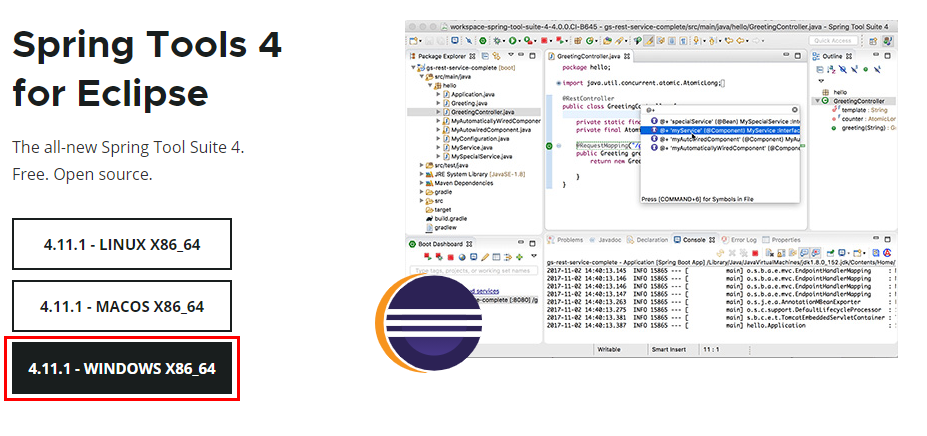 Spring Tools 4
for Eclipse
The all-new Spring Tool Suite 4.
Free. Open source.
4.11.1 - LINUX X86_64
4.11.1 - MACOS X86_64
4.11.1 - WINDOWS X86_64
workspace-spring-tool-suite-4-4.0.0.CI-B645 - gs-rest-service-complete/src/main/java/hello/GreetingController.java - Spring Tool Suite 4
Quick Access
Package Explorer
gs-rest-service-complete [boot]
src/main/java
hello
Application.java
Greeting.java
GreetingController.java
MyAutomaticallyWiredComponen
MyAutowiredComponent.java
MyConfiguration.java
MyService.java
MySpecialService.java
src/test/java
JRE System Library [JavaSE-1.8]
Maven Dependencies
gradle
src
target
build.gradle
gradlew
GreetingController.java
package hello;
import java.util.concurrent.atomic.AtomicLong;
@RestController
public class GreetingController {
private static final
private final Atom
@RequestMapping("/g
public Greeting gre
return new Gree
}
}
@+
@+ 'specialService' (@Bean) MySpecialService
@+ 'myService' (@Component) MyService
@+ 'myAutowiredComponent' (@Component) MyAu
@+ 'myAutomaticallyWiredComponent' (@Compon
Press [COMMAND+6] for Symbols in File
Outline
hello
GreetingController
template : String
counter : AtomicLong
greeting(String) :
Boot Dashboard
Type tags, projects, or working set names
Problems
Javadoc
Declaration
Console
Error Log
Properties
gs-rest-service-complete - Application [Spring Boot App] /Library/Java/JavaVirtualMachines/jdk1.8.0_152.jdk/Contents/Home/
2017-11-02 14:40:13.145 INFO 15865 --- [ main] o.s.b.a.e.mvc.EndpointHandlerMapping :
2017-11-02 14:40:13.146 INFO 15865 --- [ main] o.s.b.a.e.mvc.EndpointHandlerMapping :
2017-11-02 14:40:13.146 INFO 15865 --- [ main] o.s.b.a.e.mvc.EndpointHandlerMapping :
2017-11-02 14:40:13.147 INFO 15865 --- [ main] o.s.b.a.e.mvc.EndpointHandlerMapping :
2017-11-02 14:40:13.263 INFO 15865 --- [ main] o.s.j.e.a.AnnotationMBeanExporter :
2017-11-02 14:40:13.275 INFO 15865 --- [ main] o.s.c.support.DefaultLifecycleProcessor :
2017-11-02 14:40:13.381 INFO 15865 --- [ main] s.b.c.e.t.TomcatEmbeddedServletContainer :
2017-11-02 14:40:13.387 INFO 15865 --- [ main] hello.Application :
Writable
Smart Insert
11 : 1